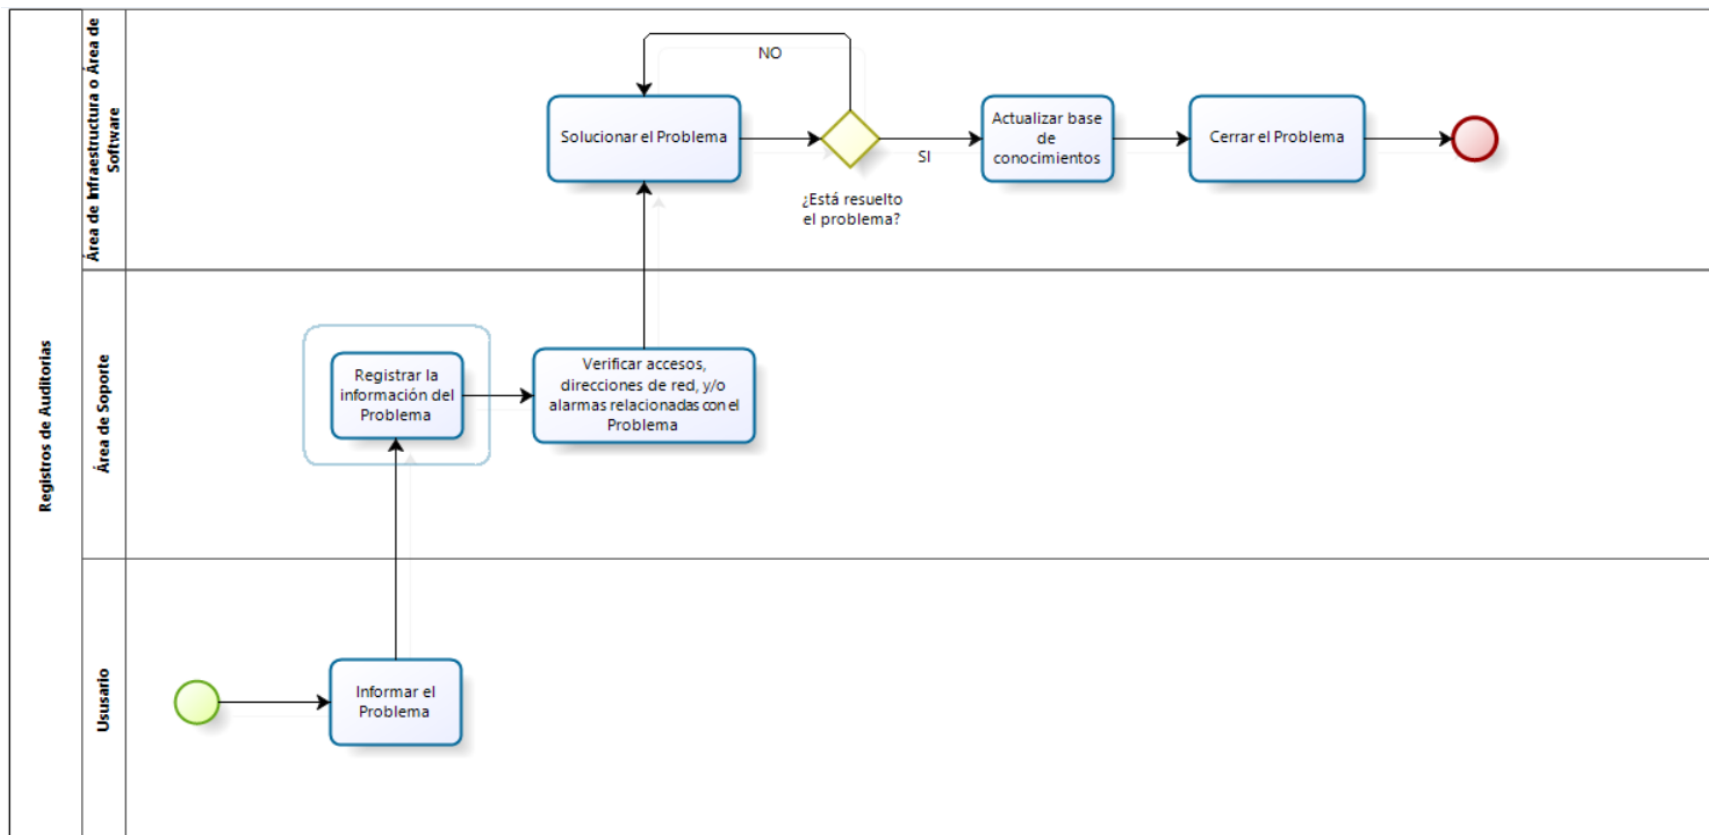 Registros de Auditorias
Área de Infraestructura o Área de
Software
NO
Solucionar el Problema
¿Está resuelto
el problema?
SI
Actualizar base
de
conocimientos
Cerrar el Problema
Área de Soporte
Registrar la
información del
Problema
Verificar accesos,
direcciones de red, y/o
alarmas relacionadas con el
Problema
Ususario
Informar el
Problema